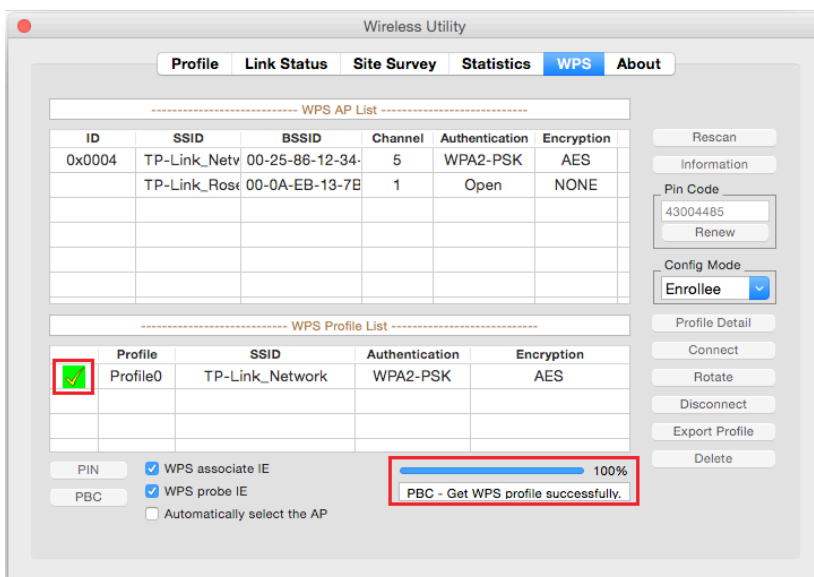 Wireless Utility
Profile Link Status Site Survey Statistics WPS About
---------------------------- WPS AP List ----------------------------
ID SSID BSSID Channel Authentication Encryption
0x0004 TP-Link_Netw 00-25-86-12-34- 5 WPA2-PSK AES
TP-Link_Rose 00-0A-EB-13-7B 1 Open NONE
Rescan
Information
Pin Code
43004485
Renew
Config Mode
Enrollee
---------------------------- WPS Profile List ----------------------------
Profile SSID Authentication Encryption
Profile0 TP-Link_Network WPA2-PSK AES
Profile Detail
Connect
Rotate
Disconnect
Export Profile
Delete
PIN
PBC
WPS associate IE
WPS probe IE
Automatically select the AP
100%
PBC - Get WPS profile successfully.